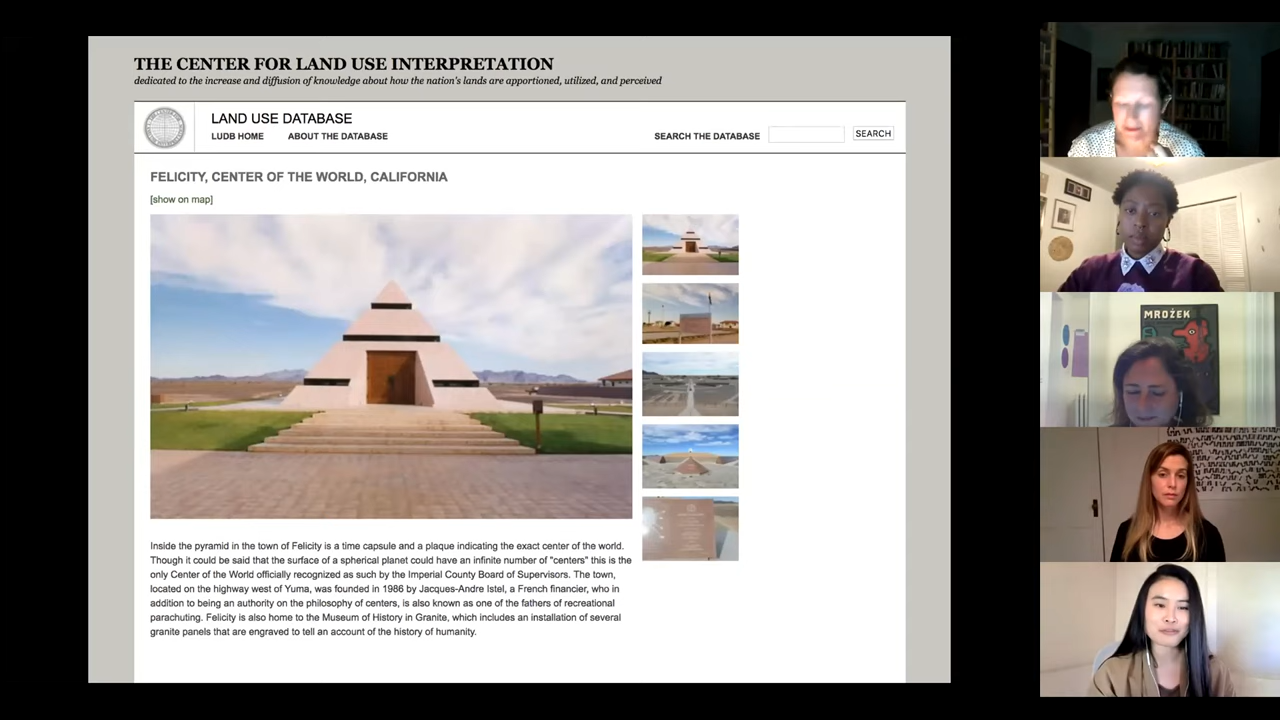 THE CENTER FOR LAND USE INTERPRETATION
dedicated to the increase and diffusion of knowledge about how the nation's lands are apportioned, utilized, and perceived
LAND USE DATABASE
LUDB HOME ABOUT THE DATABASE
SEARCH THE DATABASE SEARCH
FELICITY, CENTER OF THE WORLD, CALIFORNIA
[show on map]
Inside the pyramid in the town of Felicity is a time capsule and a plaque indicating the exact center of the world.
Though it could be said that the surface of a spherical planet could have an infinite number of "centers" this is the
only Center of the World officially recognized as such by the Imperial County Board of Supervisors. The town,
located on the highway west of Yuma, was founded in 1986 by Jacques-Andre Istel, a French financier, who in
addition to being an authority on the philosophy of centers, is also known as one of the fathers of recreational
parachuting. Felicity is also home to the Museum of History in Granite, which includes an installation of several
granite panels that are engraved to tell an account of the history of humanity.
MROŻEK